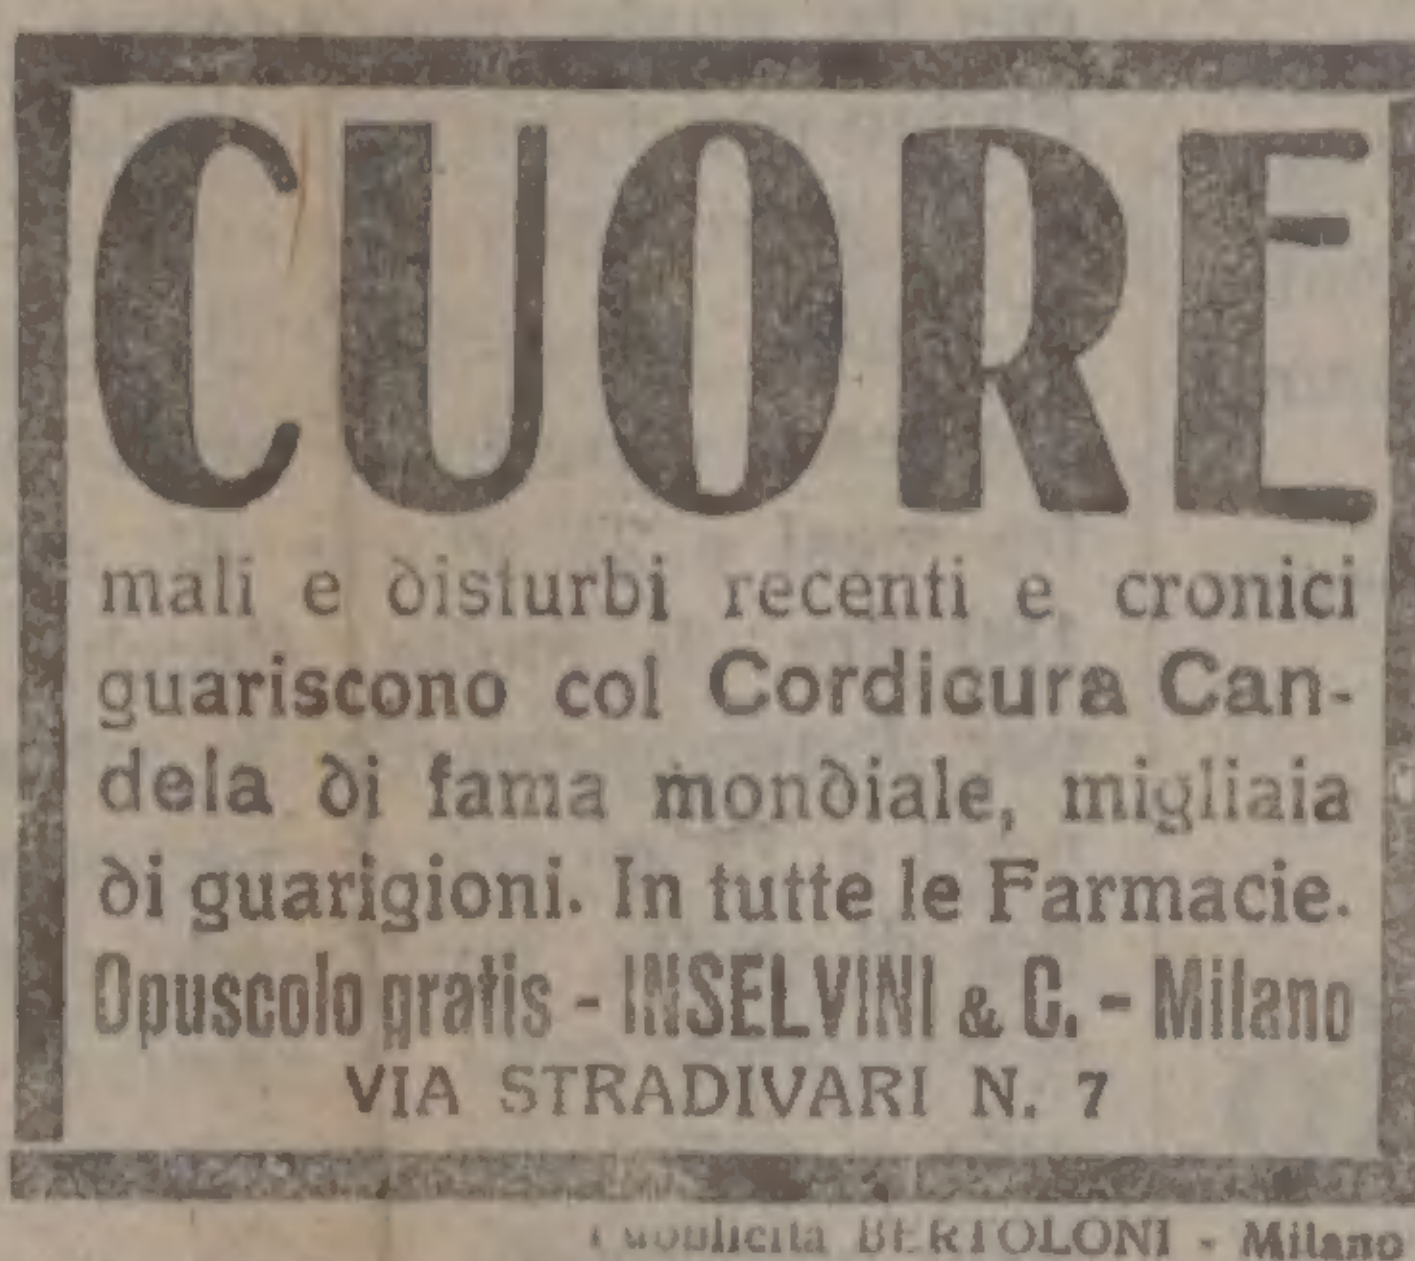 CUORE
mali e disturbi recenti e cronici
guariscono col Cordicura Can-
dela di fama mondiale, migliaia
di guarigioni. In tutte le Farmacie.
Opuscolo gratis - INSELVINI & C. - Milano
VIA STRADIVARI N. 7
Pubblicità BERTOLONI - Milano